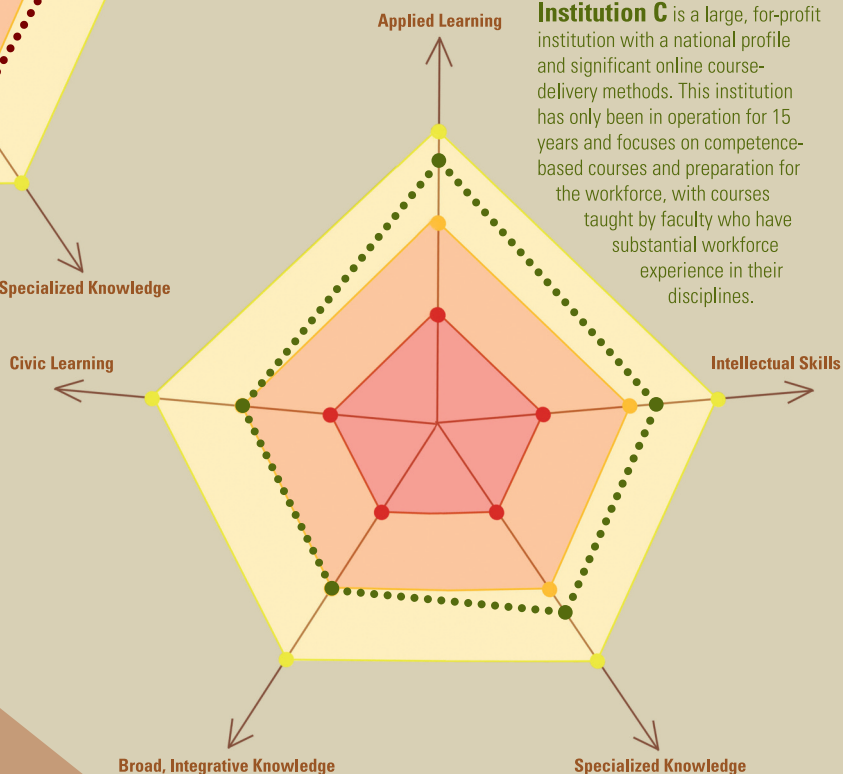 Applied Learning
Institution C is a large, for-profit
institution with a national profile
and significant online course-
delivery methods. This institution
has only been in operation for 15
years and focuses on competence-
based courses and preparation for
the workforce, with courses
taught by faculty who have
substantial workforce
experience in their
disciplines.
Specialized Knowledge
Civic Learning
Intellectual Skills
Broad, Integrative Knowledge
Specialized Knowledge